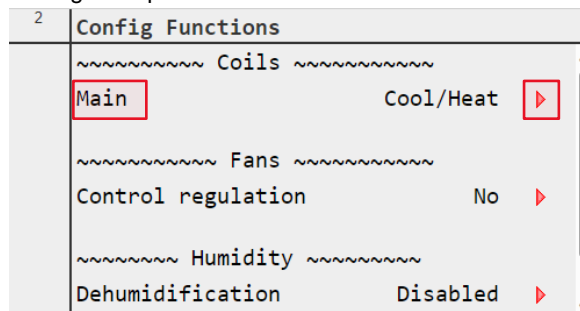 2
Config Functions
~~~~~~~~~~ Coils ~~~~~~~~~~~
Main Cool/Heat
~~~~~~~~~~~ Fans ~~~~~~~~~~~
Control regulation No
~~~~~~~~ Humidity ~~~~~~~~~
Dehumidification Disabled